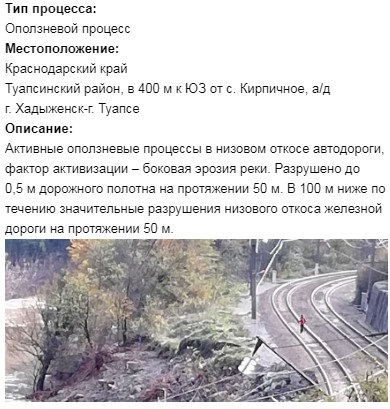 Тип процесса:
Оползневой процесс
Местоположение:
Краснодарский край
Туапсинский район, в 400 м к ЮЗ от с. Кирпичное, а/д
г. Хадыженск-г. Туапсе
Описание:
Активные оползневые процессы в низовом откосе автодороги,
фактор активизации – боковая эрозия реки. Разрушено до
0,5 м дорожного полотна на протяжении 50 м. В 100 м ниже по
течению значительные разрушения низового откоса железной
дороги на протяжении 50 м.